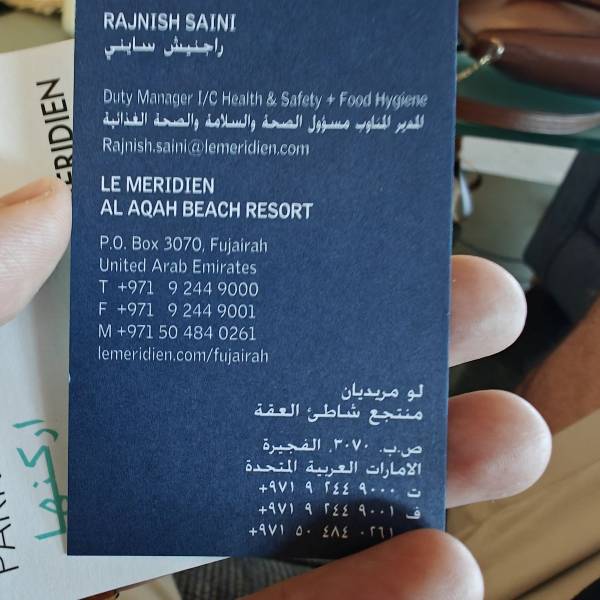 RAJNISH SAINI
راجنيش سايني
Duty Manager I/C Health & Safety + Food Hygiene
المدير المناوب مسؤول الصحة والسلامة والصحة الغذائية
Rajnish.saini@lemeridien.com
LE MERIDIEN
AL AQAH BEACH RESORT
P.O. Box 3070, Fujairah
United Arab Emirates
T +971 9 244 9000
F +971 9 244 9001
M +971 50 484 0261
lemeridien.com/fujairah
لو مريديان
منتجع شاطئ العقة
ص.ب. ٣٠٧٠، الفجيرة
الامارات العربية المتحدة
ت ٩٠٠٠ ٢٤٤ ٩ ٩٧١+
ف ٩٠٠١ ٢٤٤ ٩ ٩٧١+
٠٢٦١ ٤٨٤ ٥٠ ٩٧١+
اركنها